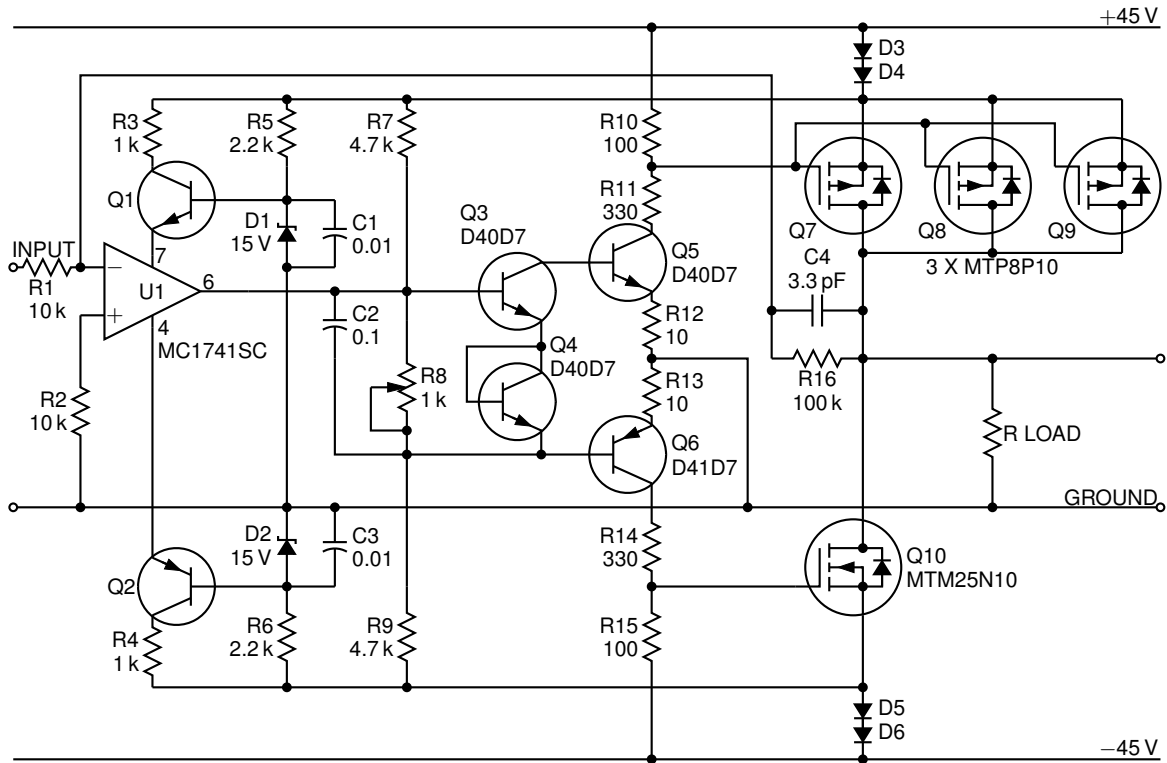 +45 V
D3
D4
R3
1 k
R5
2.2 k
R7
4.7 k
R10
100
Q1
D1
15 V
C1
0.01
Q3
D40D7
R11
330
Q5
D40D7
Q7
Q8
Q9
3 X MTP8P10
INPUT
R1
10 k
−
+
7
6
4
U1
MC1741SC
C2
0.1
C4
3.3 pF
R12
10
Q4
D40D7
R8
1 k
R13
10
R16
100 k
R2
10 k
Q6
D41D7
R LOAD
GROUND
D2
15 V
C3
0.01
R14
330
Q10
MTM25N10
Q2
R4
1 k
R6
2.2 k
R9
4.7 k
R15
100
D5
D6
−45 V